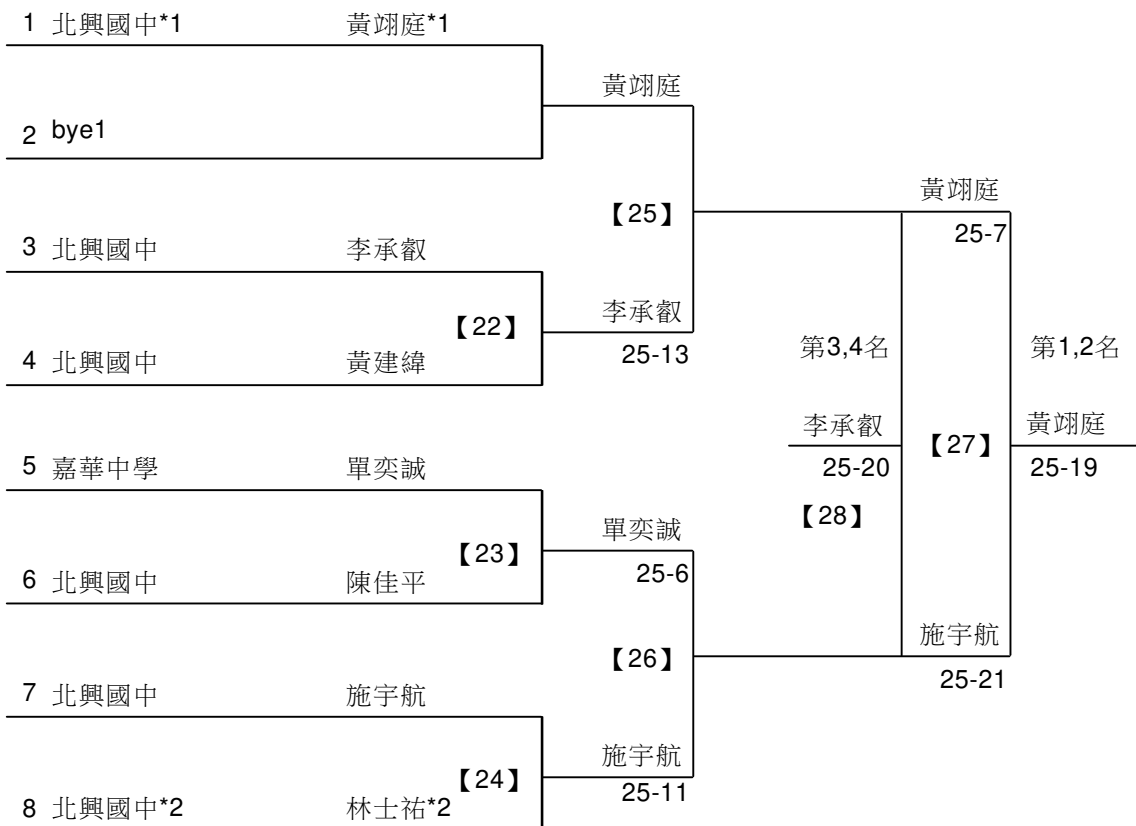 1 北興國中*1 黃翊庭*1
黃翊庭
2 bye1
黃翊庭
【25】
25-7
3 北興國中 李承叡
李承叡
【22】
25-13
第3,4名
第1,2名
4 北興國中 黃建緯
李承叡
黃翊庭
【27】
5 嘉華中學 單奕誠
25-20
25-19
【28】
單奕誠
【23】
25-6
6 北興國中 陳佳平
施宇航
【26】
25-21
7 北興國中 施宇航
施宇航
【24】
25-11
8 北興國中*2 林士祐*2